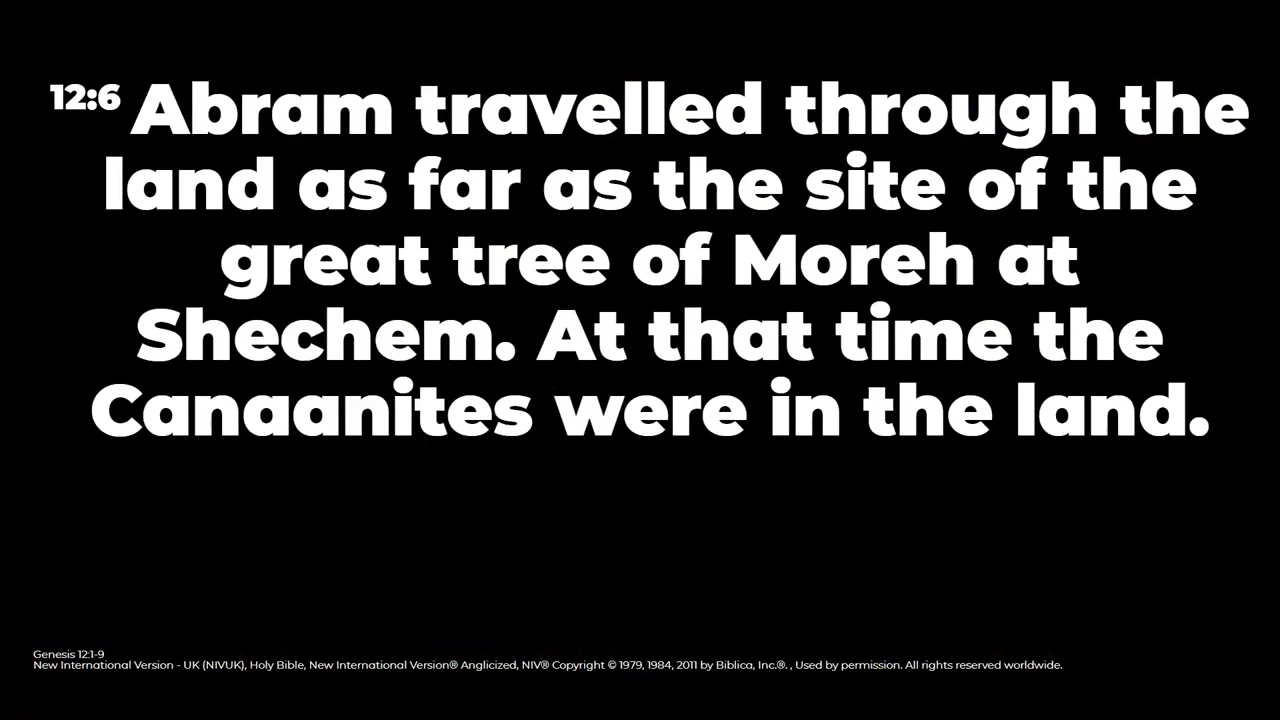 12:6 Abram travelled through the
land as far as the site of the
great tree of Moreh at
Shechem. At that time the
Canaanites were in the land.
Genesis 12:1-9
New International Version - UK (NIVUK), Holy Bible, New International Version® Anglicized, NIV® Copyright © 1979, 1984, 2011 by Biblica, Inc.®. , Used by permission. All rights reserved worldwide.